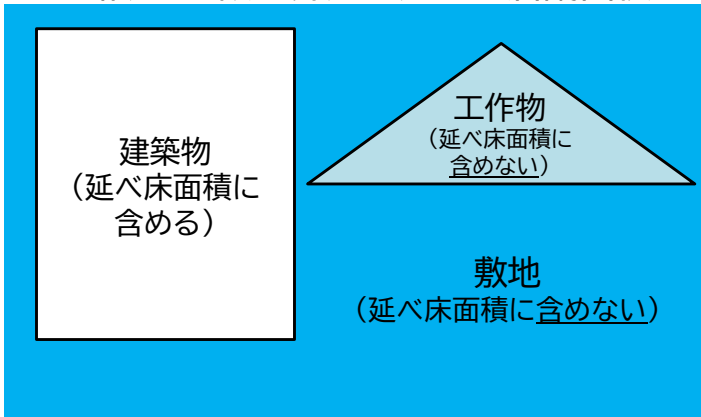 建築物
（延べ床面積に
含める）
工作物
（延べ床面積に
含めない）
敷地
（延べ床面積に含めない）